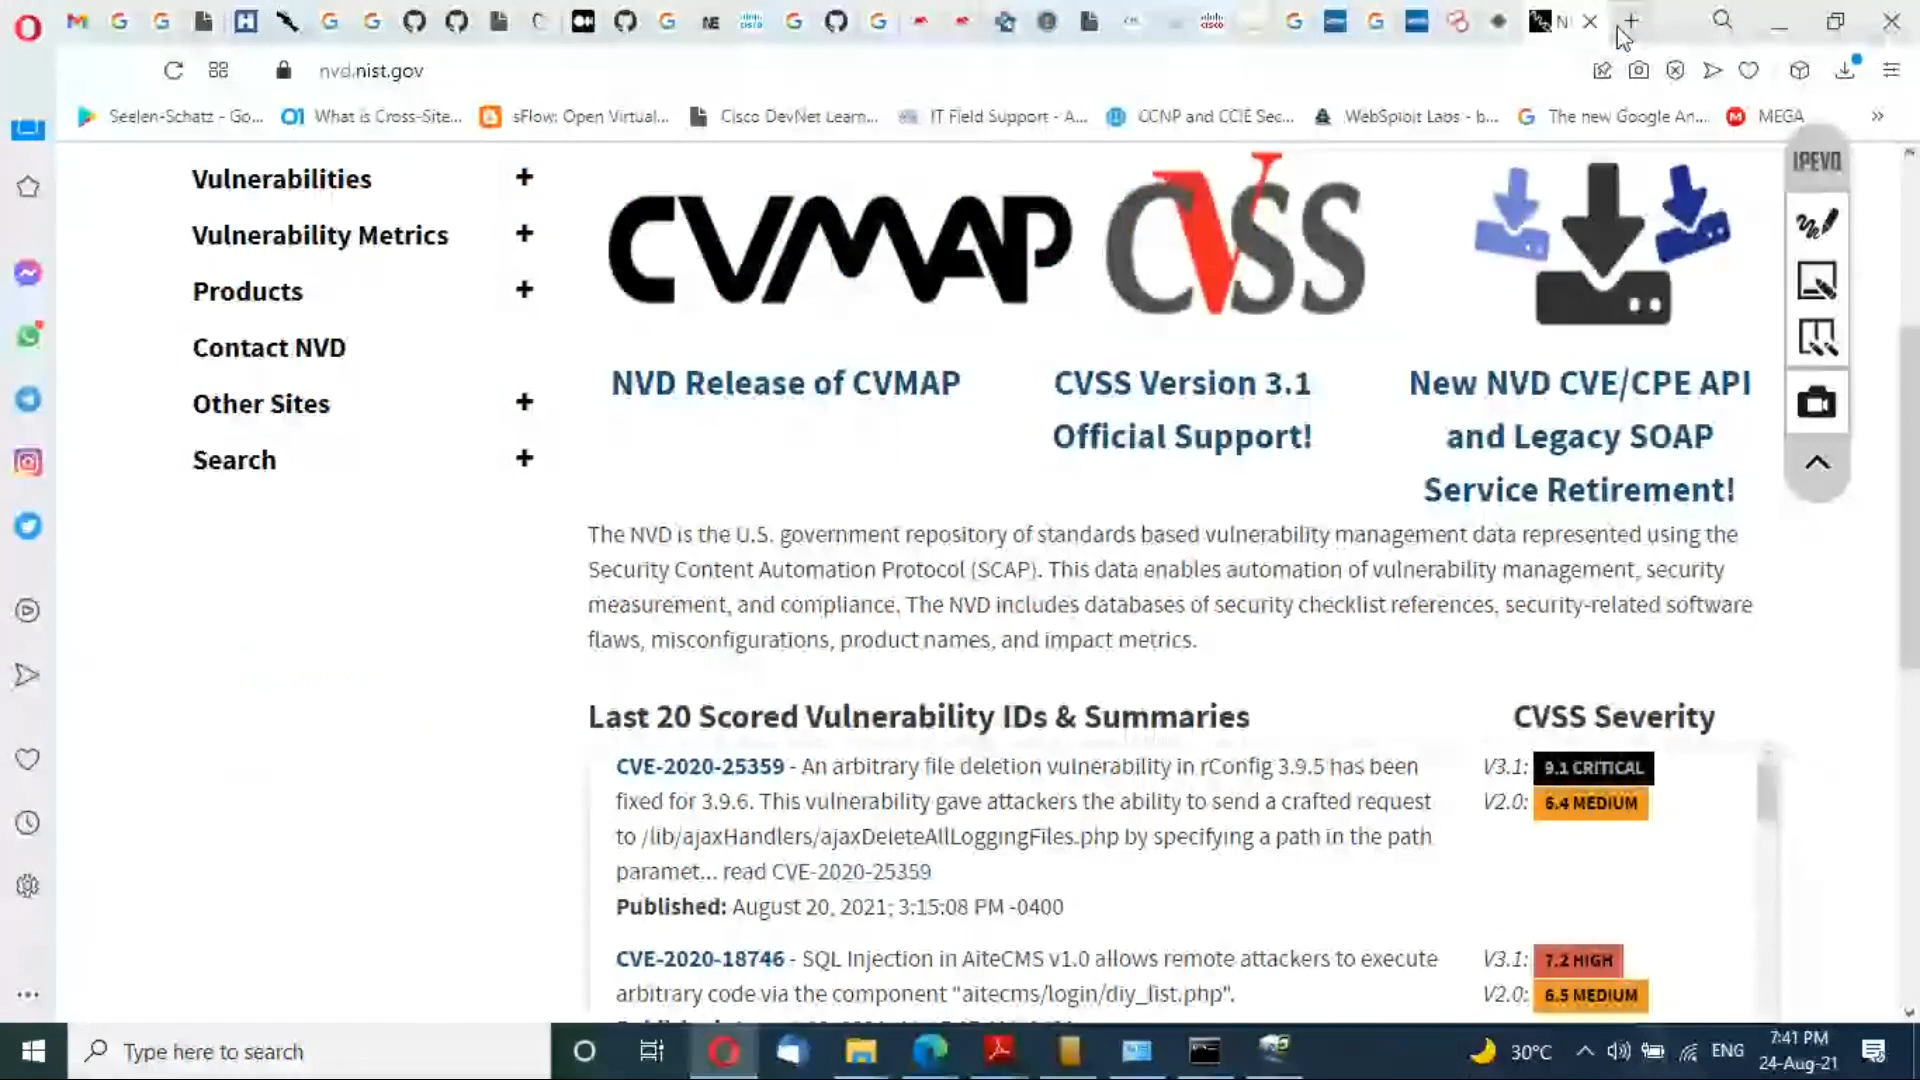 N
nvd.nist.gov
Seelen-Schatz - Go...
What is Cross-Site...
sFlow: Open Virtual...
Cisco DevNet Learn...
IT Field Support - A...
CCNP and CCIE Sec...
WebSploit Labs - b...
The new Google An...
MEGA
IPEVO
Vulnerabilities
Vulnerability Metrics
Products
Contact NVD
Other Sites
Search
CVMAP
CVSS
NVD Release of CVMAP
CVSS Version 3.1
Official Support!
New NVD CVE/CPE API
and Legacy SOAP
Service Retirement!
The NVD is the U.S. government repository of standards based vulnerability management data represented using the
Security Content Automation Protocol (SCAP). This data enables automation of vulnerability management, security
measurement, and compliance. The NVD includes databases of security checklist references, security-related software
flaws, misconfigurations, product names, and impact metrics.
Last 20 Scored Vulnerability IDs & Summaries
CVSS Severity
CVE-2020-25359 - An arbitrary file deletion vulnerability in rConfig 3.9.5 has been
fixed for 3.9.6. This vulnerability gave attackers the ability to send a crafted request
to /lib/ajaxHandlers/ajaxDeleteAllLoggingFiles.php by specifying a path in the path
paramet... read CVE-2020-25359
Published: August 20, 2021; 3:15:08 PM -0400
V3.1: 9.1 CRITICAL
V2.0: 6.4 MEDIUM
CVE-2020-18746 - SQL Injection in AiteCMS v1.0 allows remote attackers to execute
arbitrary code via the component "aitecms/login/diy_list.php".
V3.1: 7.2 HIGH
V2.0: 6.5 MEDIUM
Type here to search
30°C
ENG
7:41 PM
24-Aug-21